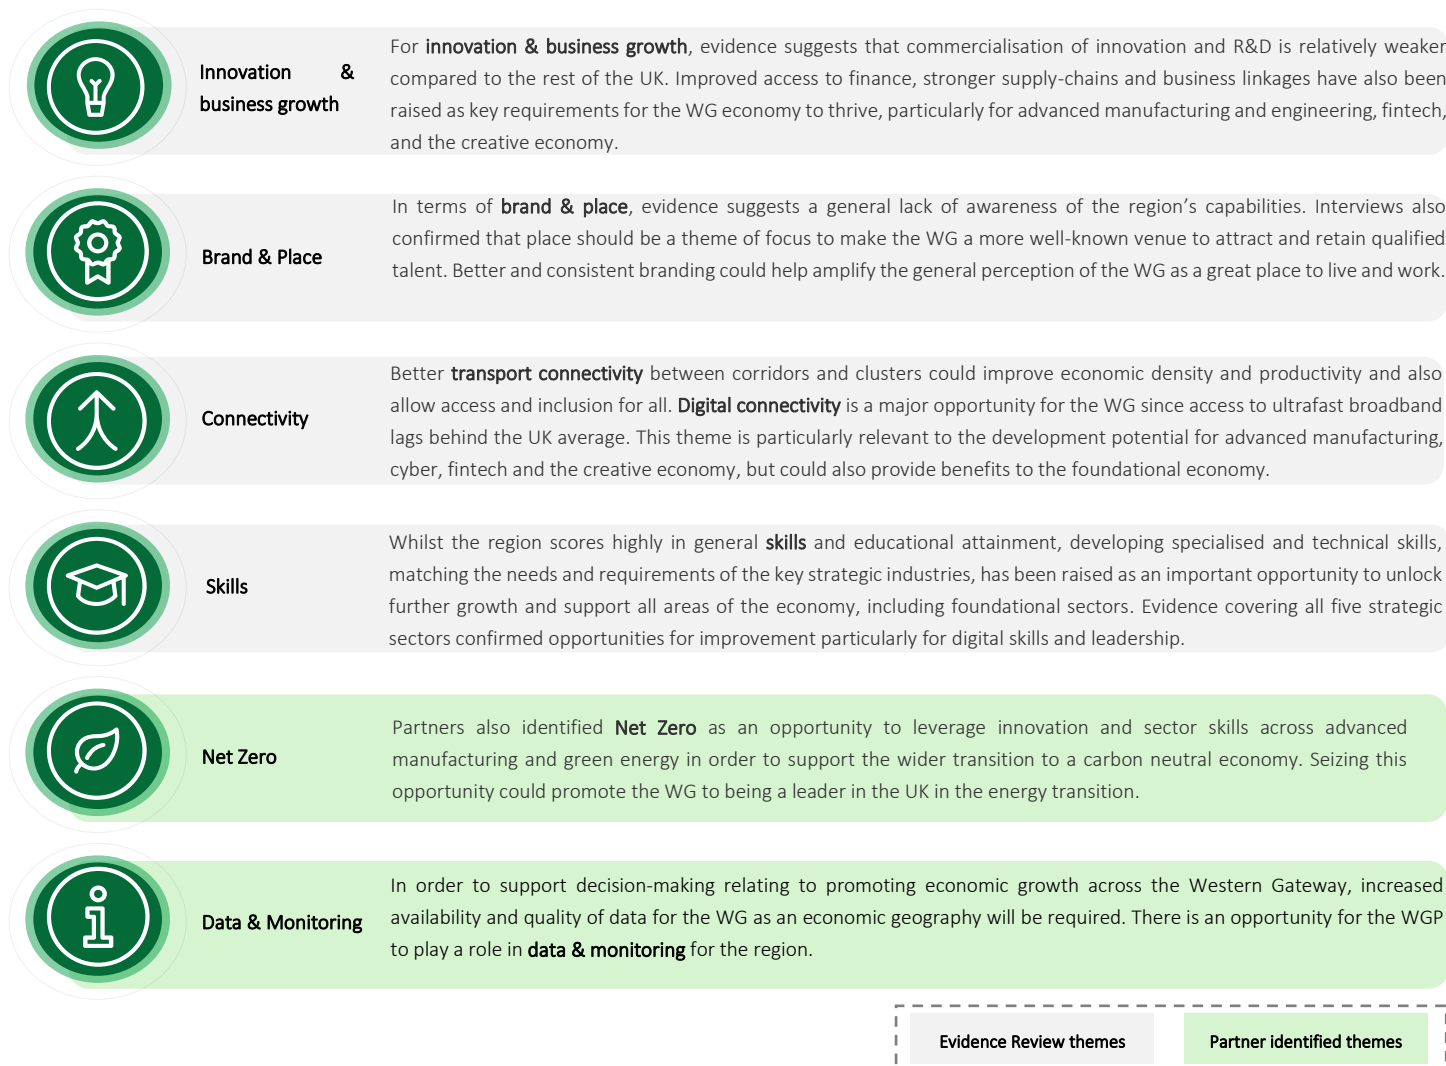 Innovation &
business growth
For innovation & business growth, evidence suggests that commercialisation of innovation and R&D is relatively weaker
compared to the rest of the UK. Improved access to finance, stronger supply-chains and business linkages have also been
raised as key requirements for the WG economy to thrive, particularly for advanced manufacturing and engineering, fintech,
and the creative economy.
Brand & Place
In terms of brand & place, evidence suggests a general lack of awareness of the region's capabilities. Interviews also
confirmed that place should be a theme of focus to make the WG a more well-known venue to attract and retain qualified
talent. Better and consistent branding could help amplify the general perception of the WG as a great place to live and work.
Connectivity
Better transport connectivity between corridors and clusters could improve economic density and productivity and also
allow access and inclusion for all. Digital connectivity is a major opportunity for the WG since access to ultrafast broadband
lags behind the UK average. This theme is particularly relevant to the development potential for advanced manufacturing,
cyber, fintech and the creative economy, but could also provide benefits to the foundational economy.
Skills
Whilst the region scores highly in general skills and educational attainment, developing specialised and technical skills,
matching the needs and requirements of the key strategic industries, has been raised as an important opportunity to unlock
further growth and support all areas of the economy, including foundational sectors. Evidence covering all five strategic
sectors confirmed opportunities for improvement particularly for digital skills and leadership.
Net Zero
Partners also identified Net Zero as an opportunity to leverage innovation and sector skills across advanced
manufacturing and green energy in order to support the wider transition to a carbon neutral economy. Seizing this
opportunity could promote the WG to being a leader in the UK in the energy transition.
Data & Monitoring
In order to support decision-making relating to promoting economic growth across the Western Gateway, increased
availability and quality of data for the WG as an economic geography will be required. There is an opportunity for the WGP
to play a role in data & monitoring for the region.
Evidence Review themes
Partner identified themes